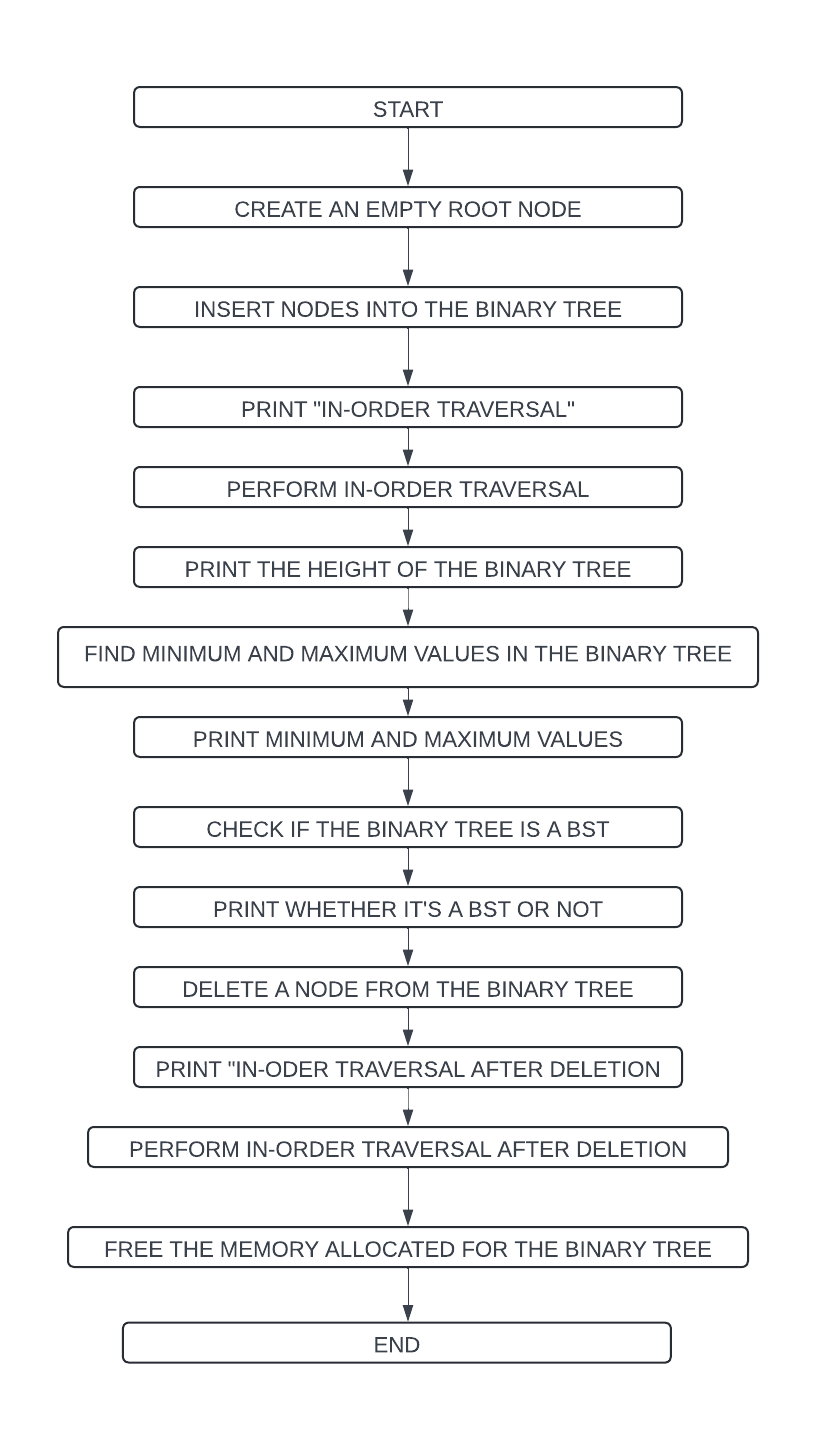 START
CREATE AN EMPTY ROOT NODE
INSERT NODES INTO THE BINARY TREE
PRINT "IN-ORDER TRAVERSAL"
PERFORM IN-ORDER TRAVERSAL
PRINT THE HEIGHT OF THE BINARY TREE
FIND MINIMUM AND MAXIMUM VALUES IN THE BINARY TREE
PRINT MINIMUM AND MAXIMUM VALUES
CHECK IF THE BINARY TREE IS A BST
PRINT WHETHER IT'S A BST OR NOT
DELETE A NODE FROM THE BINARY TREE
PRINT "IN-ODER TRAVERSAL AFTER DELETION
PERFORM IN-ORDER TRAVERSAL AFTER DELETION
FREE THE MEMORY ALLOCATED FOR THE BINARY TREE
END